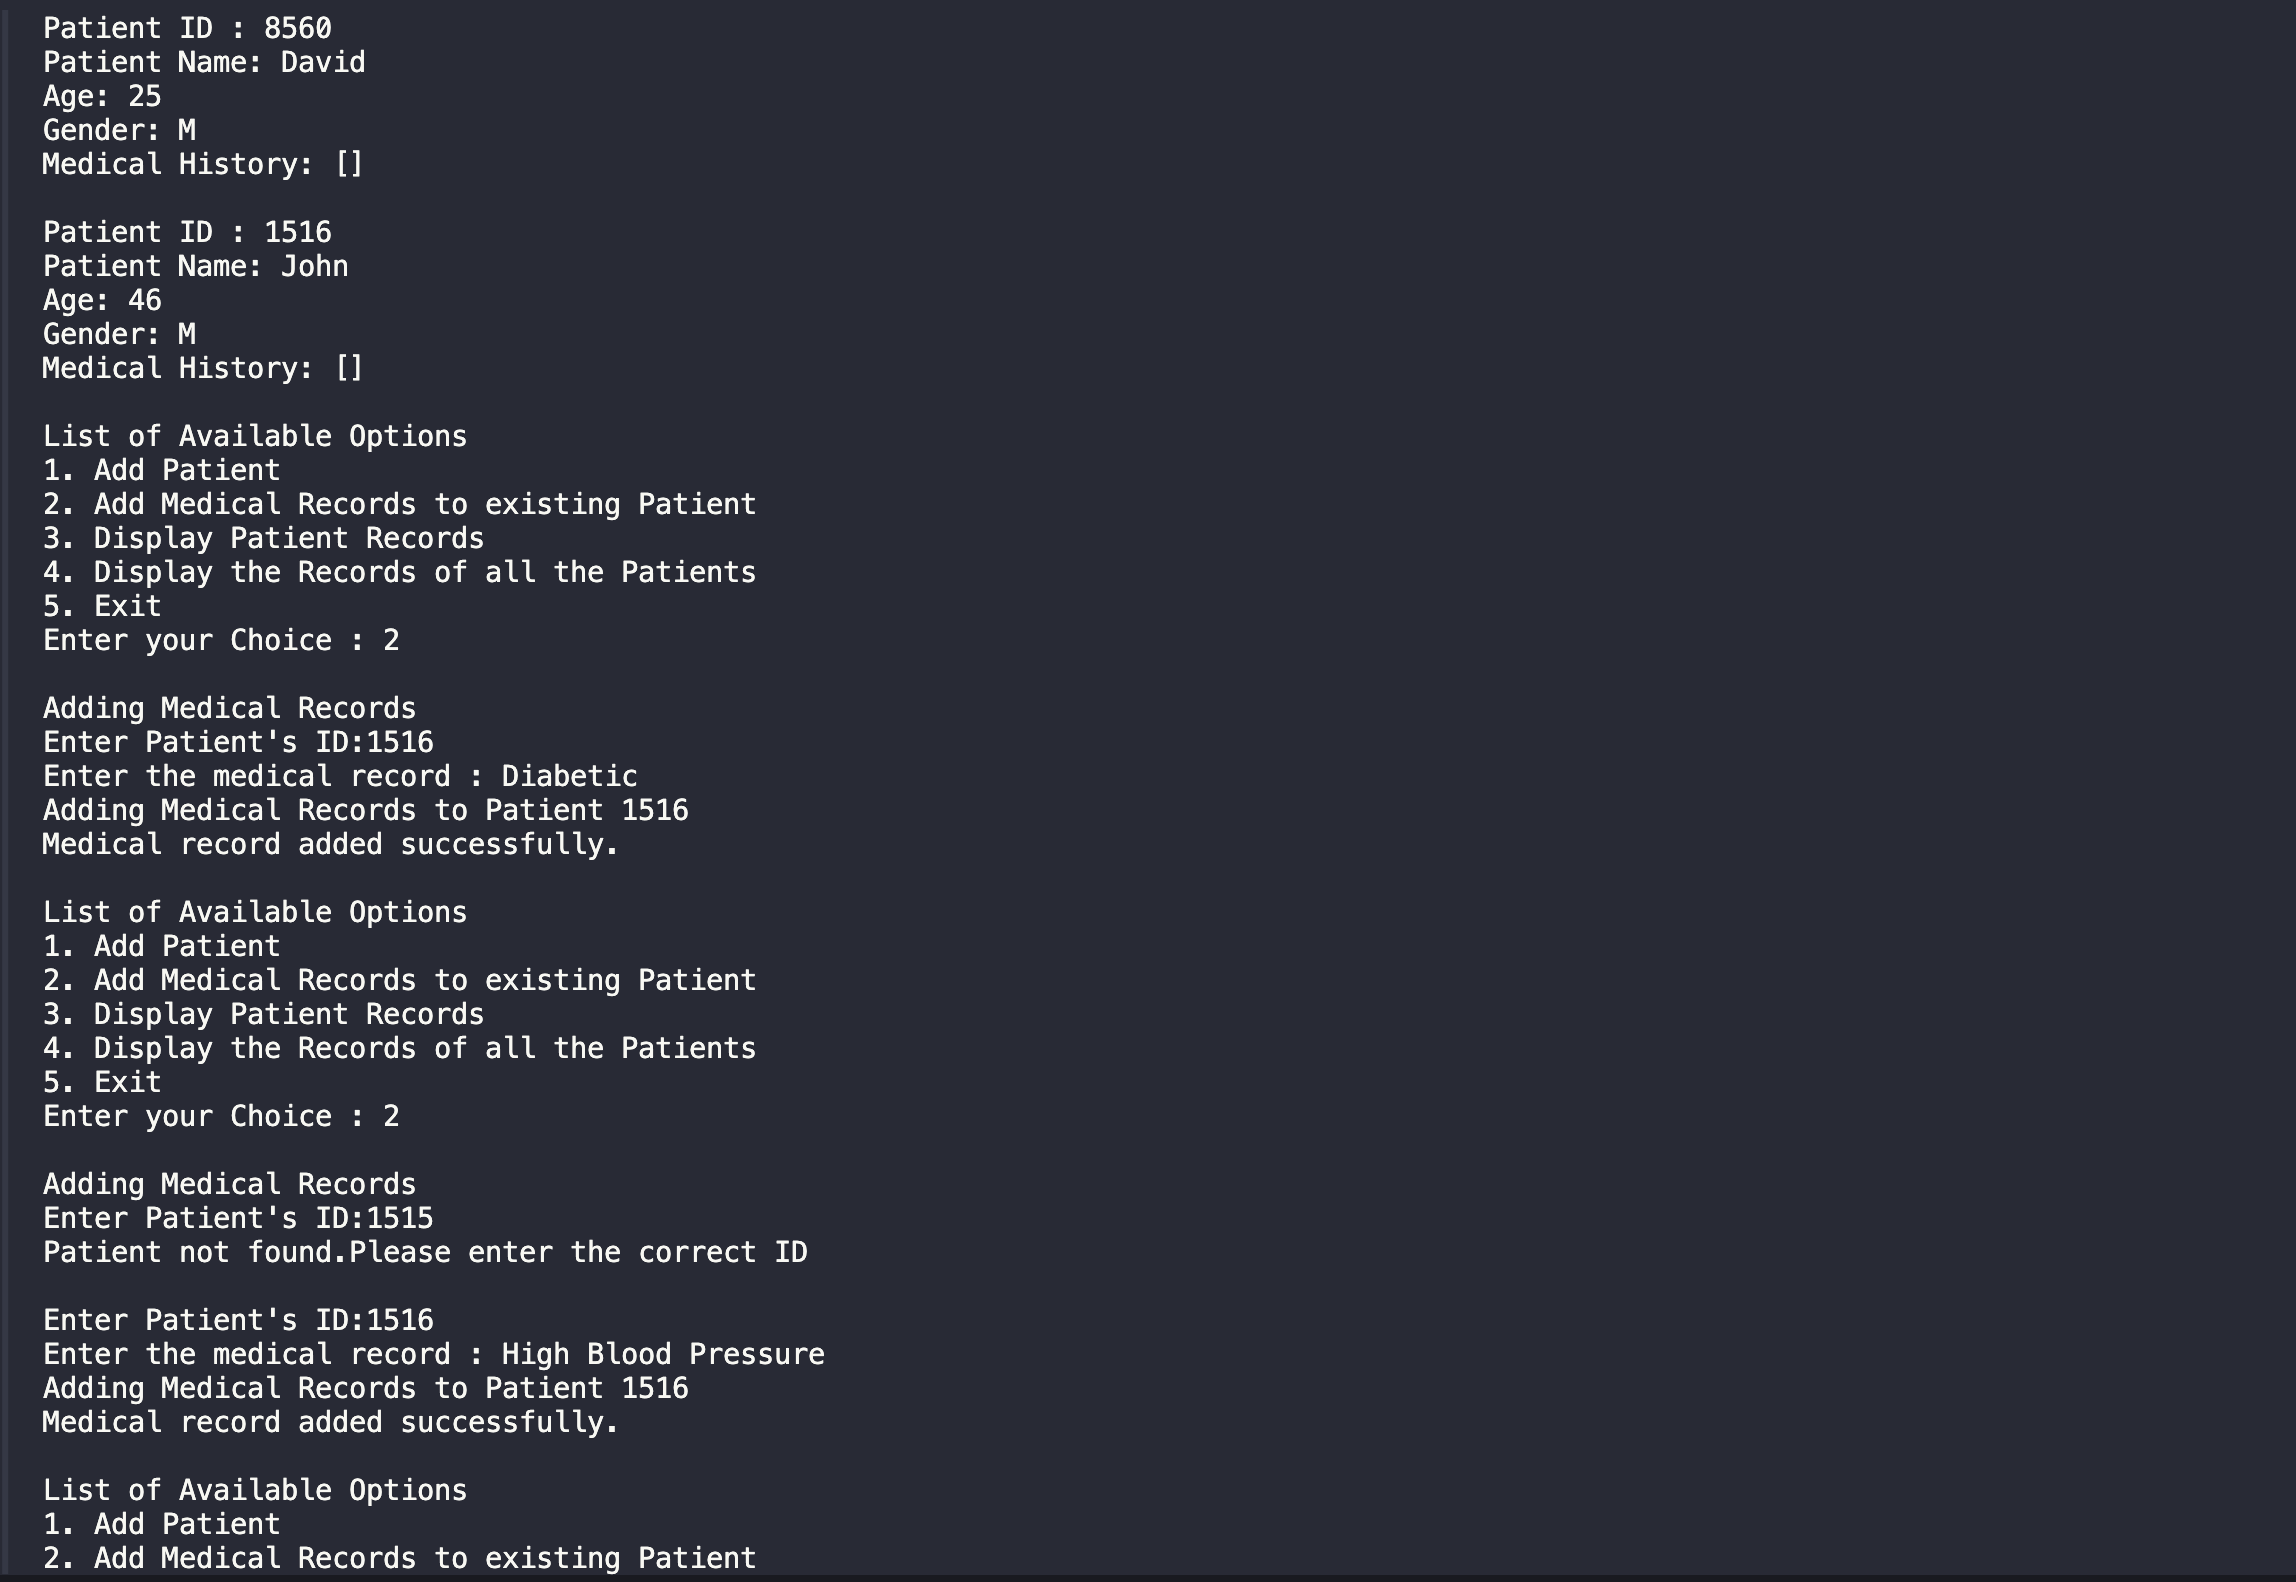 Patient ID : 8560
Patient Name: David
Age: 25
Gender: M
Medical History: []

Patient ID : 1516
Patient Name: John
Age: 46
Gender: M
Medical History: []

List of Available Options
1. Add Patient
2. Add Medical Records to existing Patient
3. Display Patient Records
4. Display the Records of all the Patients
5. Exit
Enter your Choice : 2

Adding Medical Records
Enter Patient's ID:1516
Enter the medical record : Diabetic
Adding Medical Records to Patient 1516
Medical record added successfully.

List of Available Options
1. Add Patient
2. Add Medical Records to existing Patient
3. Display Patient Records
4. Display the Records of all the Patients
5. Exit
Enter your Choice : 2

Adding Medical Records
Enter Patient's ID:1515
Patient not found.Please enter the correct ID

Enter Patient's ID:1516
Enter the medical record : High Blood Pressure
Adding Medical Records to Patient 1516
Medical record added successfully.

List of Available Options
1. Add Patient
2. Add Medical Records to existing Patient